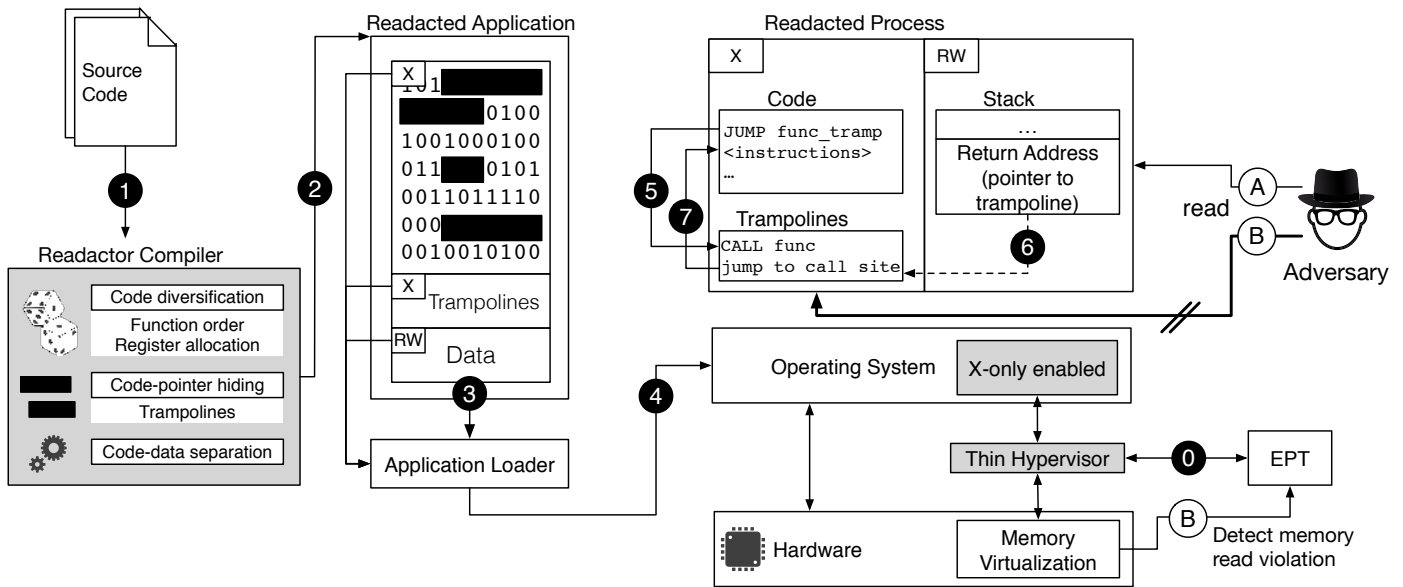 Source
Code
1
Readactor Compiler
Code diversification
Function order
Register allocation
Code-pointer hiding
Trampolines
Code-data separation
2
Readacted Application
X
101
0100
1001000100
011 0101
0011011110
000
0010010100
X
Trampolines
RW
Data
3
Application Loader
4
Readacted Process
X
RW
Code
JUMP func_tramp
<instructions>
…
Trampolines
CALL func
jump to call site
5
7
Stack
...
Return Address
(pointer to
trampoline)
6
A
read
B
Adversary
Operating System
X-only enabled
Thin Hypervisor
0
EPT
Hardware
Memory
Virtualization
B
Detect memory
read violation